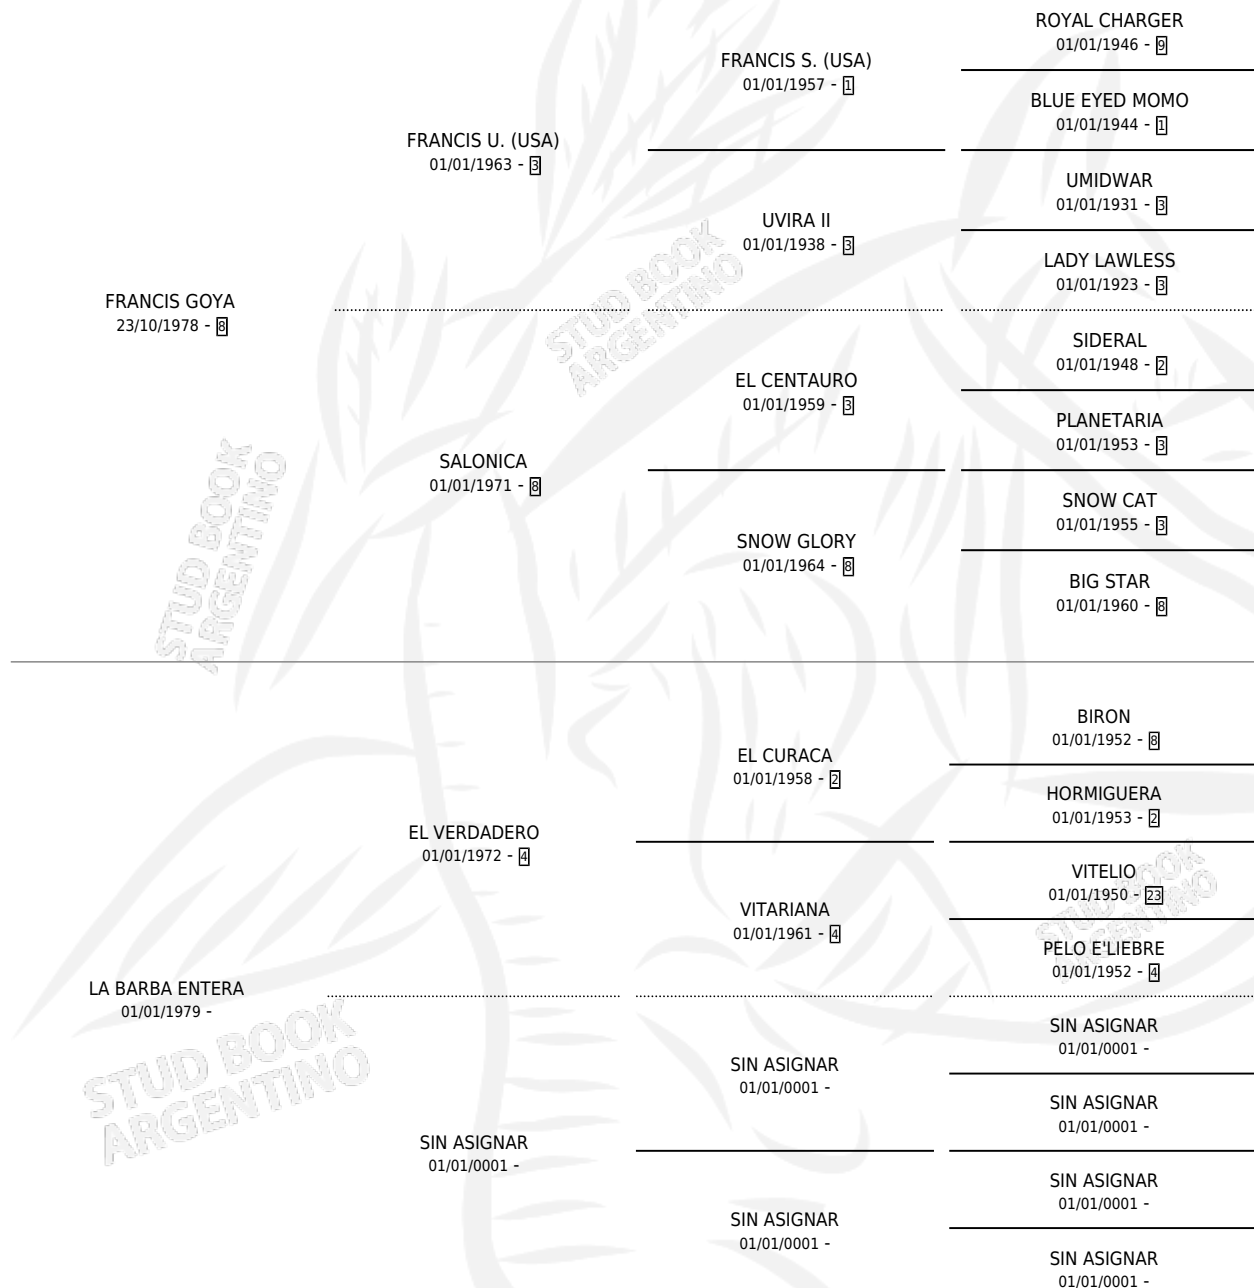 ROYAL CHARGER
01/01/1946 - 9
FRANCIS S. (USA)
01/01/1957 - 1
BLUE EYED MOMO
01/01/1944 - 1
FRANCIS U. (USA)
01/01/1963 - 3
UMIDWAR
01/01/1931 - 3
UVIRA II
01/01/1938 - 3
LADY LAWLESS
01/01/1923 - 3
FRANCIS GOYA
23/10/1978 - 8
SIDERAL
01/01/1948 - 2
EL CENTAURO
01/01/1959 - 3
PLANETARIA
01/01/1953 - 3
SALONICA
01/01/1971 - 8
SNOW CAT
01/01/1955 - 3
SNOW GLORY
01/01/1964 - 8
BIG STAR
01/01/1960 - 8
BIRON
01/01/1952 - 8
EL CURACA
01/01/1958 - 2
HORMIGUERA
01/01/1953 - 2
EL VERDADERO
01/01/1972 - 4
VITELIO
01/01/1950 - 23
VITARIANA
01/01/1961 - 4
PELO E'LIEBRE
01/01/1952 - 4
LA BARBA ENTERA
01/01/1979 -
SIN ASIGNAR
01/01/0001 -
SIN ASIGNAR
01/01/0001 -
SIN ASIGNAR
01/01/0001 -
SIN ASIGNAR
01/01/0001 -
SIN ASIGNAR
01/01/0001 -
SIN ASIGNAR
01/01/0001 -
SIN ASIGNAR
01/01/0001 -
STUD BOOK
ARGENTINO
STUD BOOK
ARGENTINO
STUD BOOK
ARGENTINO
STUD BOOK
ARGENTINO